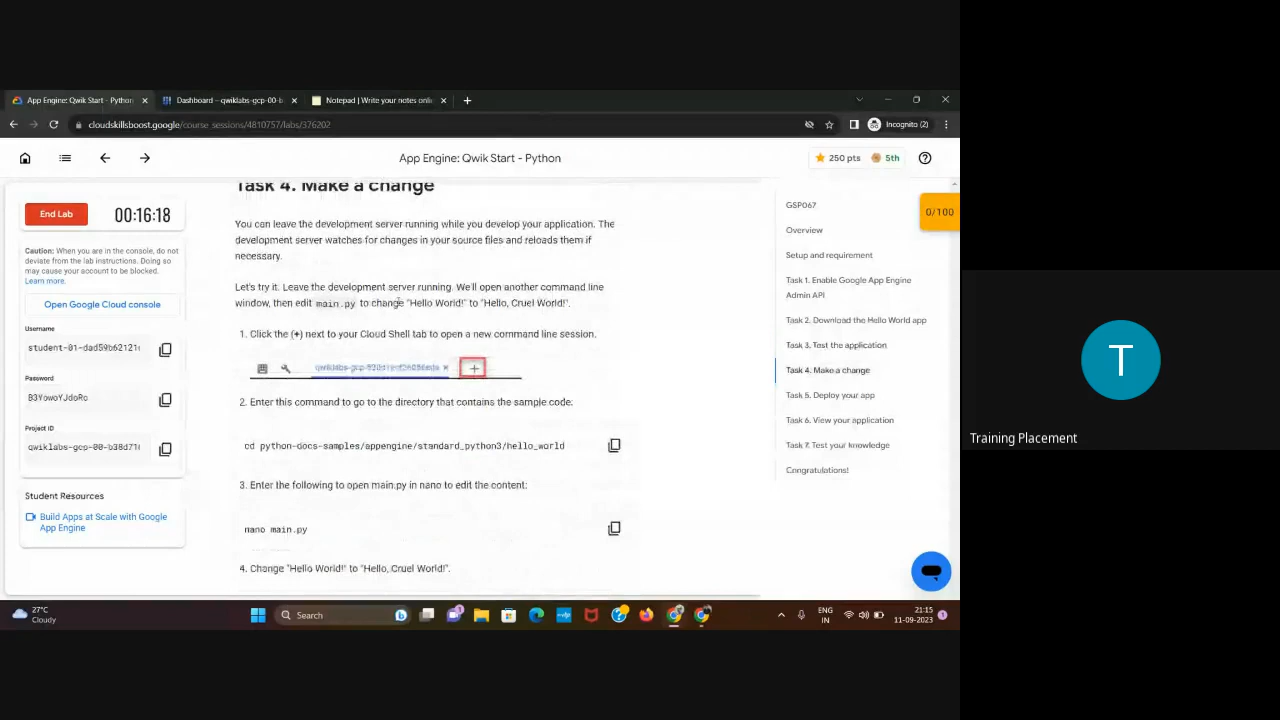 App Engine: Qwik Start - Python
Dashboard – qwiklabs-gcp-00-b
Notepad | Write your notes onli
cloudskillsboost.google/course_sessions/4810757/labs/376202
Incognito (2)
App Engine: Qwik Start - Python
250 pts
5th
End Lab
00:16:18
Caution: When you are in the console, do not
deviate from the lab instructions. Doing so
may cause your account to be blocked.
Learn more.
Open Google Cloud console
Username
student-01-dad59b62121
Password
B3YowoYJdoRc
Project ID
qwiklabs-gcp-00-b38d71
Student Resources
Build Apps at Scale with Google
App Engine
Task 4. Make a change
You can leave the development server running while you develop your application. The
development server watches for changes in your source files and reloads them if
necessary.
Let's try it. Leave the development server running. We'll open another command line
window, then edit main.py to change "Hello World!" to "Hello, Cruel World!".
1. Click the (+) next to your Cloud Shell tab to open a new command line session.
2. Enter this command to go to the directory that contains the sample code:
cd python-docs-samples/appengine/standard_python3/hello_world
3. Enter the following to open main.py in nano to edit the content:
nano main.py
4. Change "Hello World!" to "Hello, Cruel World!".
0/100
GSP067
Overview
Setup and requirement
Task 1. Enable Google App Engine
Admin API
Task 2. Download the Hello World app
Task 3. Test the application
Task 4. Make a change
Task 5. Deploy your app
Task 6. View your application
Task 7. Test your knowledge
Congratulations!
27°C
Cloudy
Search
ENG
IN
21:15
11-09-2023
T
Training Placement